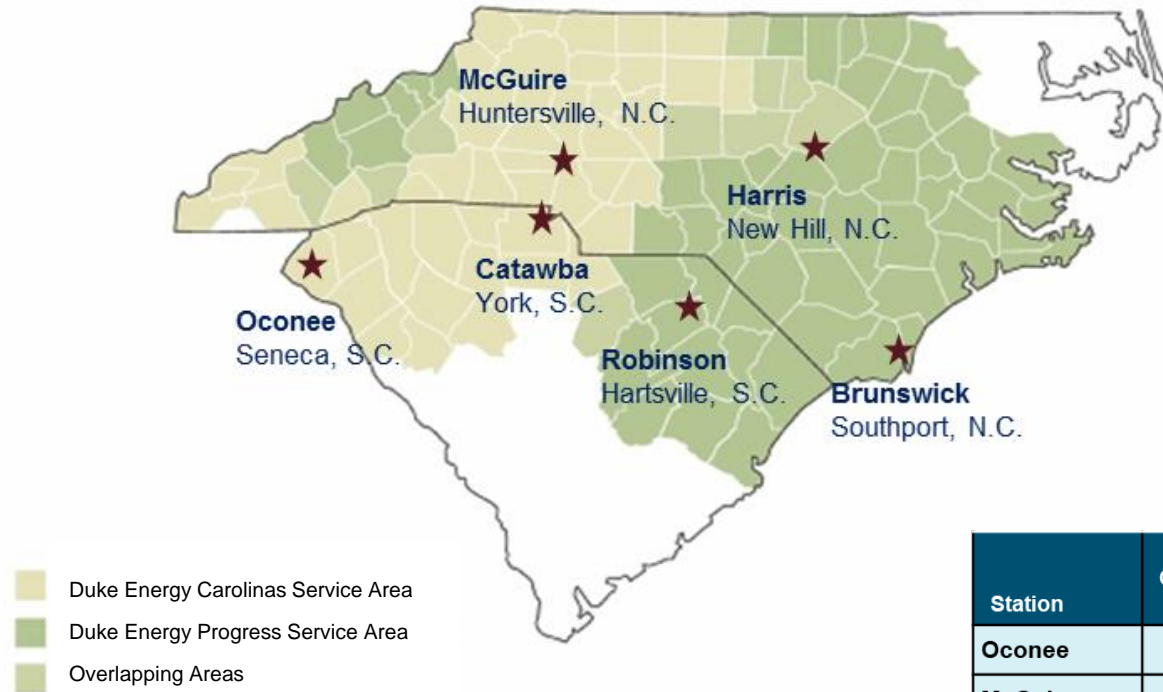 McGuire
Huntersville, N.C.
Harris
New Hill, N.C.
Catawba
York, S.C.
Oconee
Seneca, S.C.
Robinson
Hartsville, S.C.
Brunswick
Southport, N.C.
Duke Energy Carolinas Service Area
Duke Energy Progress Service Area
Overlapping Areas
Station
Oconee